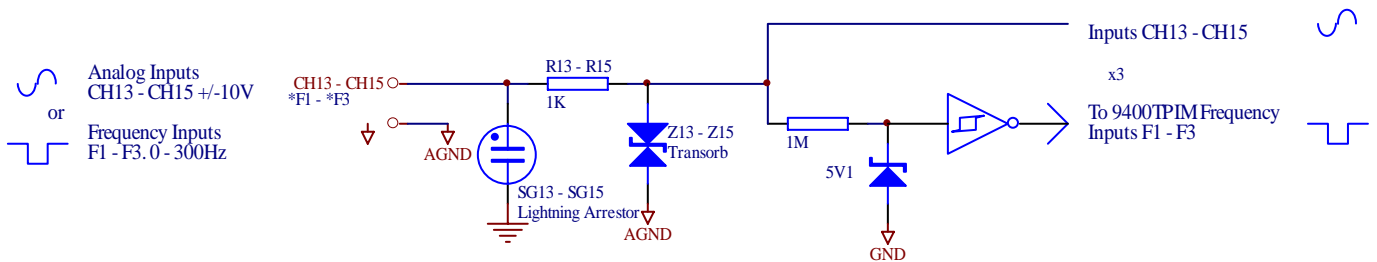 Analog Inputs
CH13 - CH15 +/-10V
or
Frequency Inputs
F1 - F3. 0 - 300Hz
CH13 - CH15
*F1 - *F3
AGND
SG13 - SG15
Lightning Arrestor
R13 - R15
1K
Z13 - Z15
Transorb
AGND
1M
5V1
GND
Inputs CH13 - CH15
x3
To 9400TPIM Frequency
Inputs F1 - F3